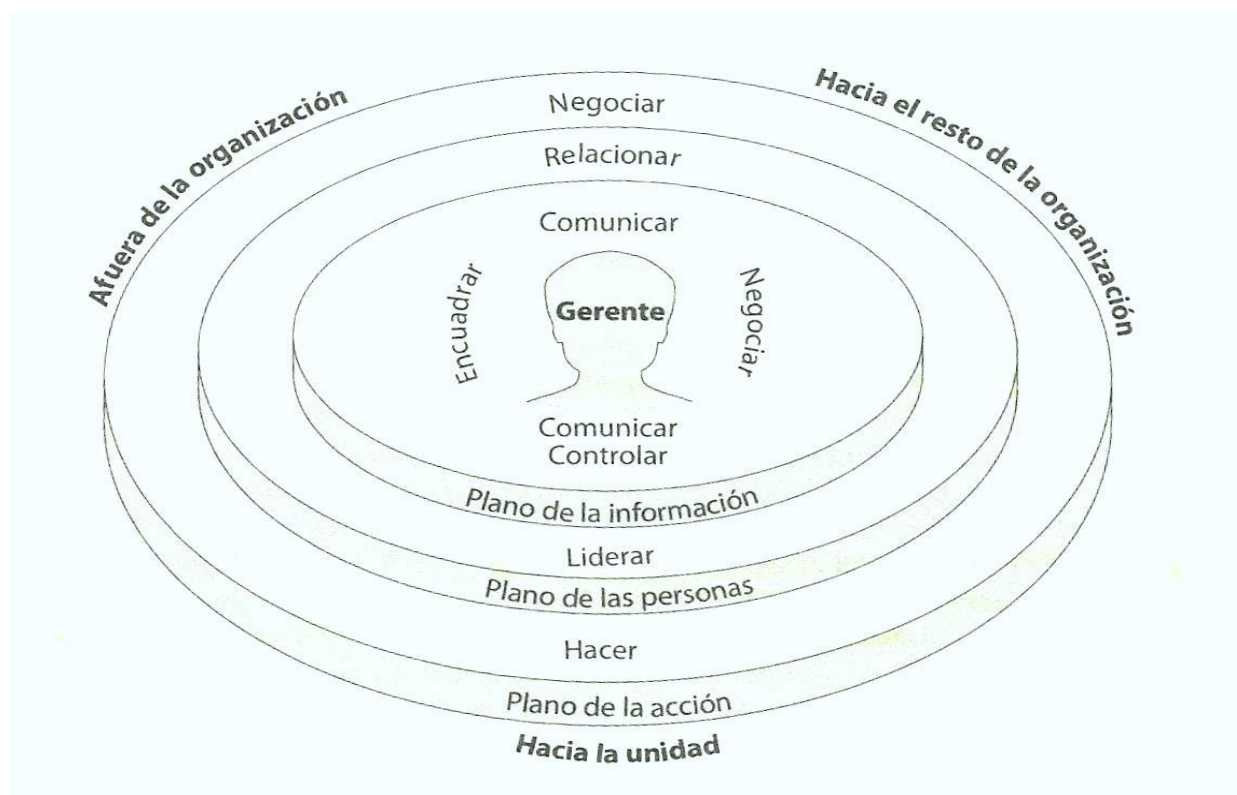 Afuera de la organización
Hacia el resto de la organización
Negociar
Relacionar
Comunicar
Encuadrar
Gerente
Negociar
Comunicar
Controlar
Plano de la información
Liderar
Plano de las personas
Hacer
Plano de la acción
Hacia la unidad